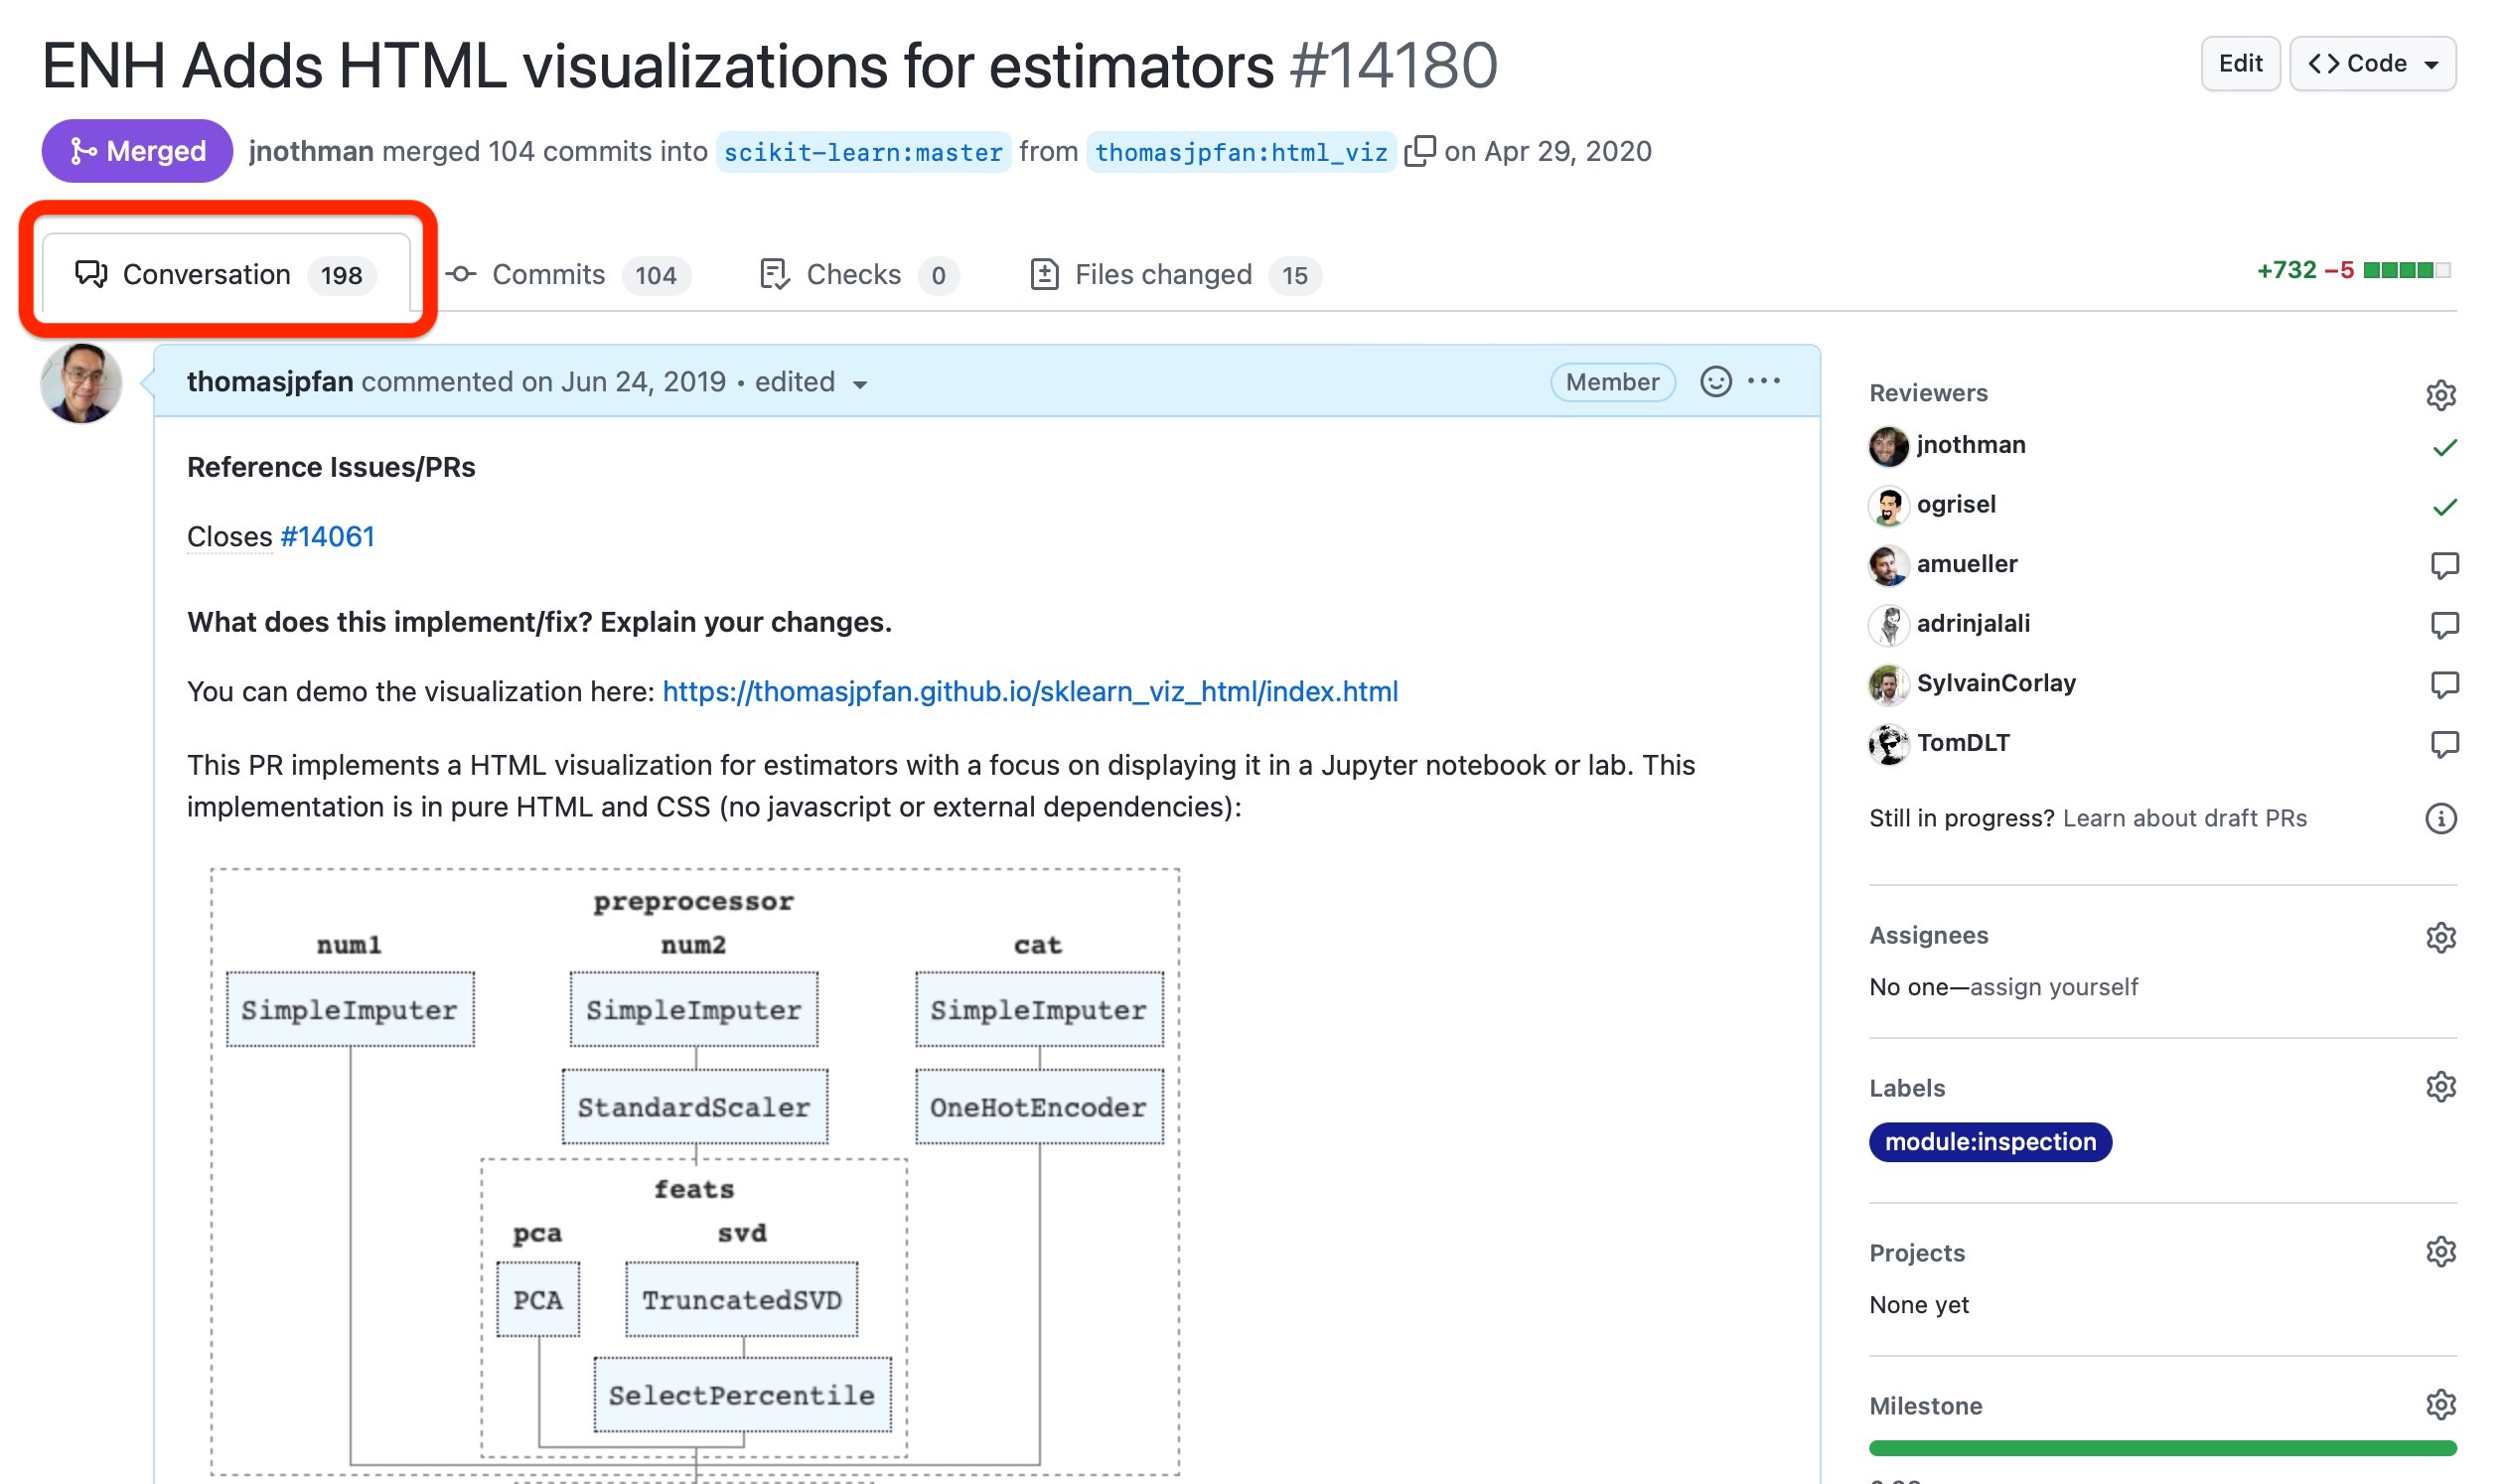 ENH Adds HTML visualizations for estimators #14180
Edit
Code
Merged
jnothman merged 104 commits into scikit-learn:master from thomasjpfan:html_viz on Apr 29, 2020
Conversation 198
Commits 104
Checks 0
Files changed 15
+732 −5
thomasjpfan commented on Jun 24, 2019 • edited
Member
Reference Issues/PRs
Closes #14061
What does this implement/fix? Explain your changes.
You can demo the visualization here: https://thomasjpfan.github.io/sklearn_viz_html/index.html
This PR implements a HTML visualization for estimators with a focus on displaying it in a Jupyter notebook or lab. This
implementation is in pure HTML and CSS (no javascript or external dependencies):
preprocessor
num1
num2
cat
SimpleImputer
SimpleImputer
SimpleImputer
StandardScaler
OneHotEncoder
feats
pca
svd
PCA
TruncatedSVD
SelectPercentile
Reviewers
jnothman
ogrisel
amueller
adrinjalali
SylvainCorlay
TomDLT
Still in progress? Learn about draft PRs
Assignees
No one—assign yourself
Labels
module:inspection
Projects
None yet
Milestone